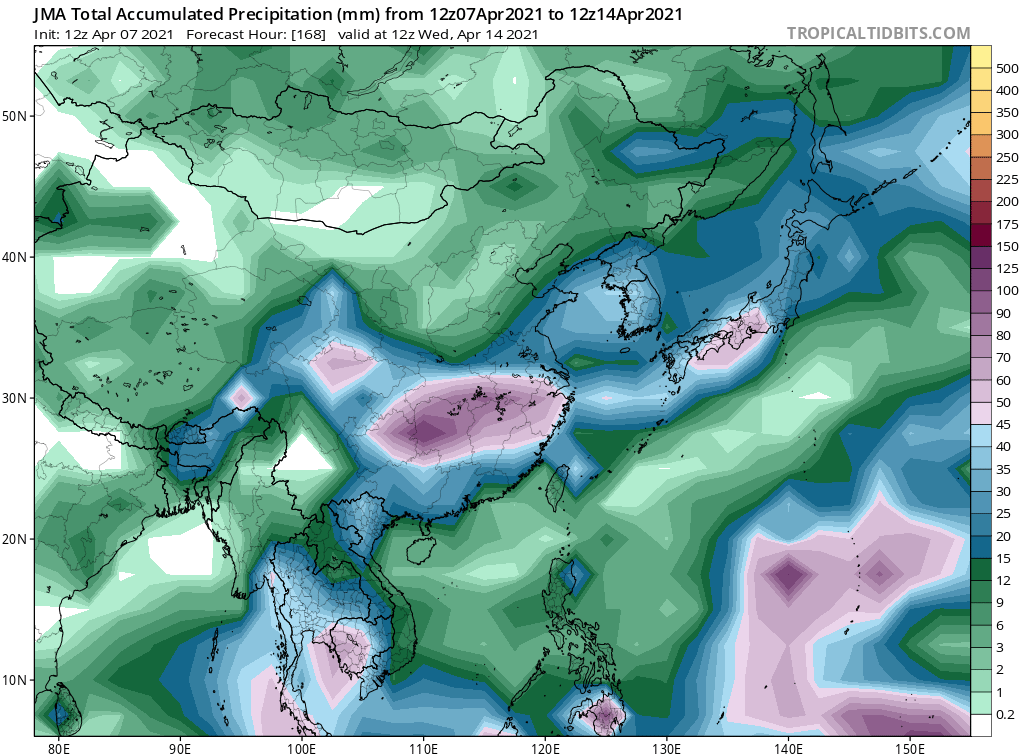 JMA Total Accumulated Precipitation (mm) from 12z07Apr2021 to 12z14Apr2021
Init: 12z Apr 07 2021 Forecast Hour: [168] valid at 12z Wed, Apr 14 2021
TROPICALTIDBITS.COM
500
400
350
300
250
225
200
175
150
125
100
90
80
70
60
50
45
40
35
30
25
20
15
12
9
6
3
2
1
0.2
50N
40N
30N
20N
10N
80E
90E
100E
110E
120E
130E
140E
150E